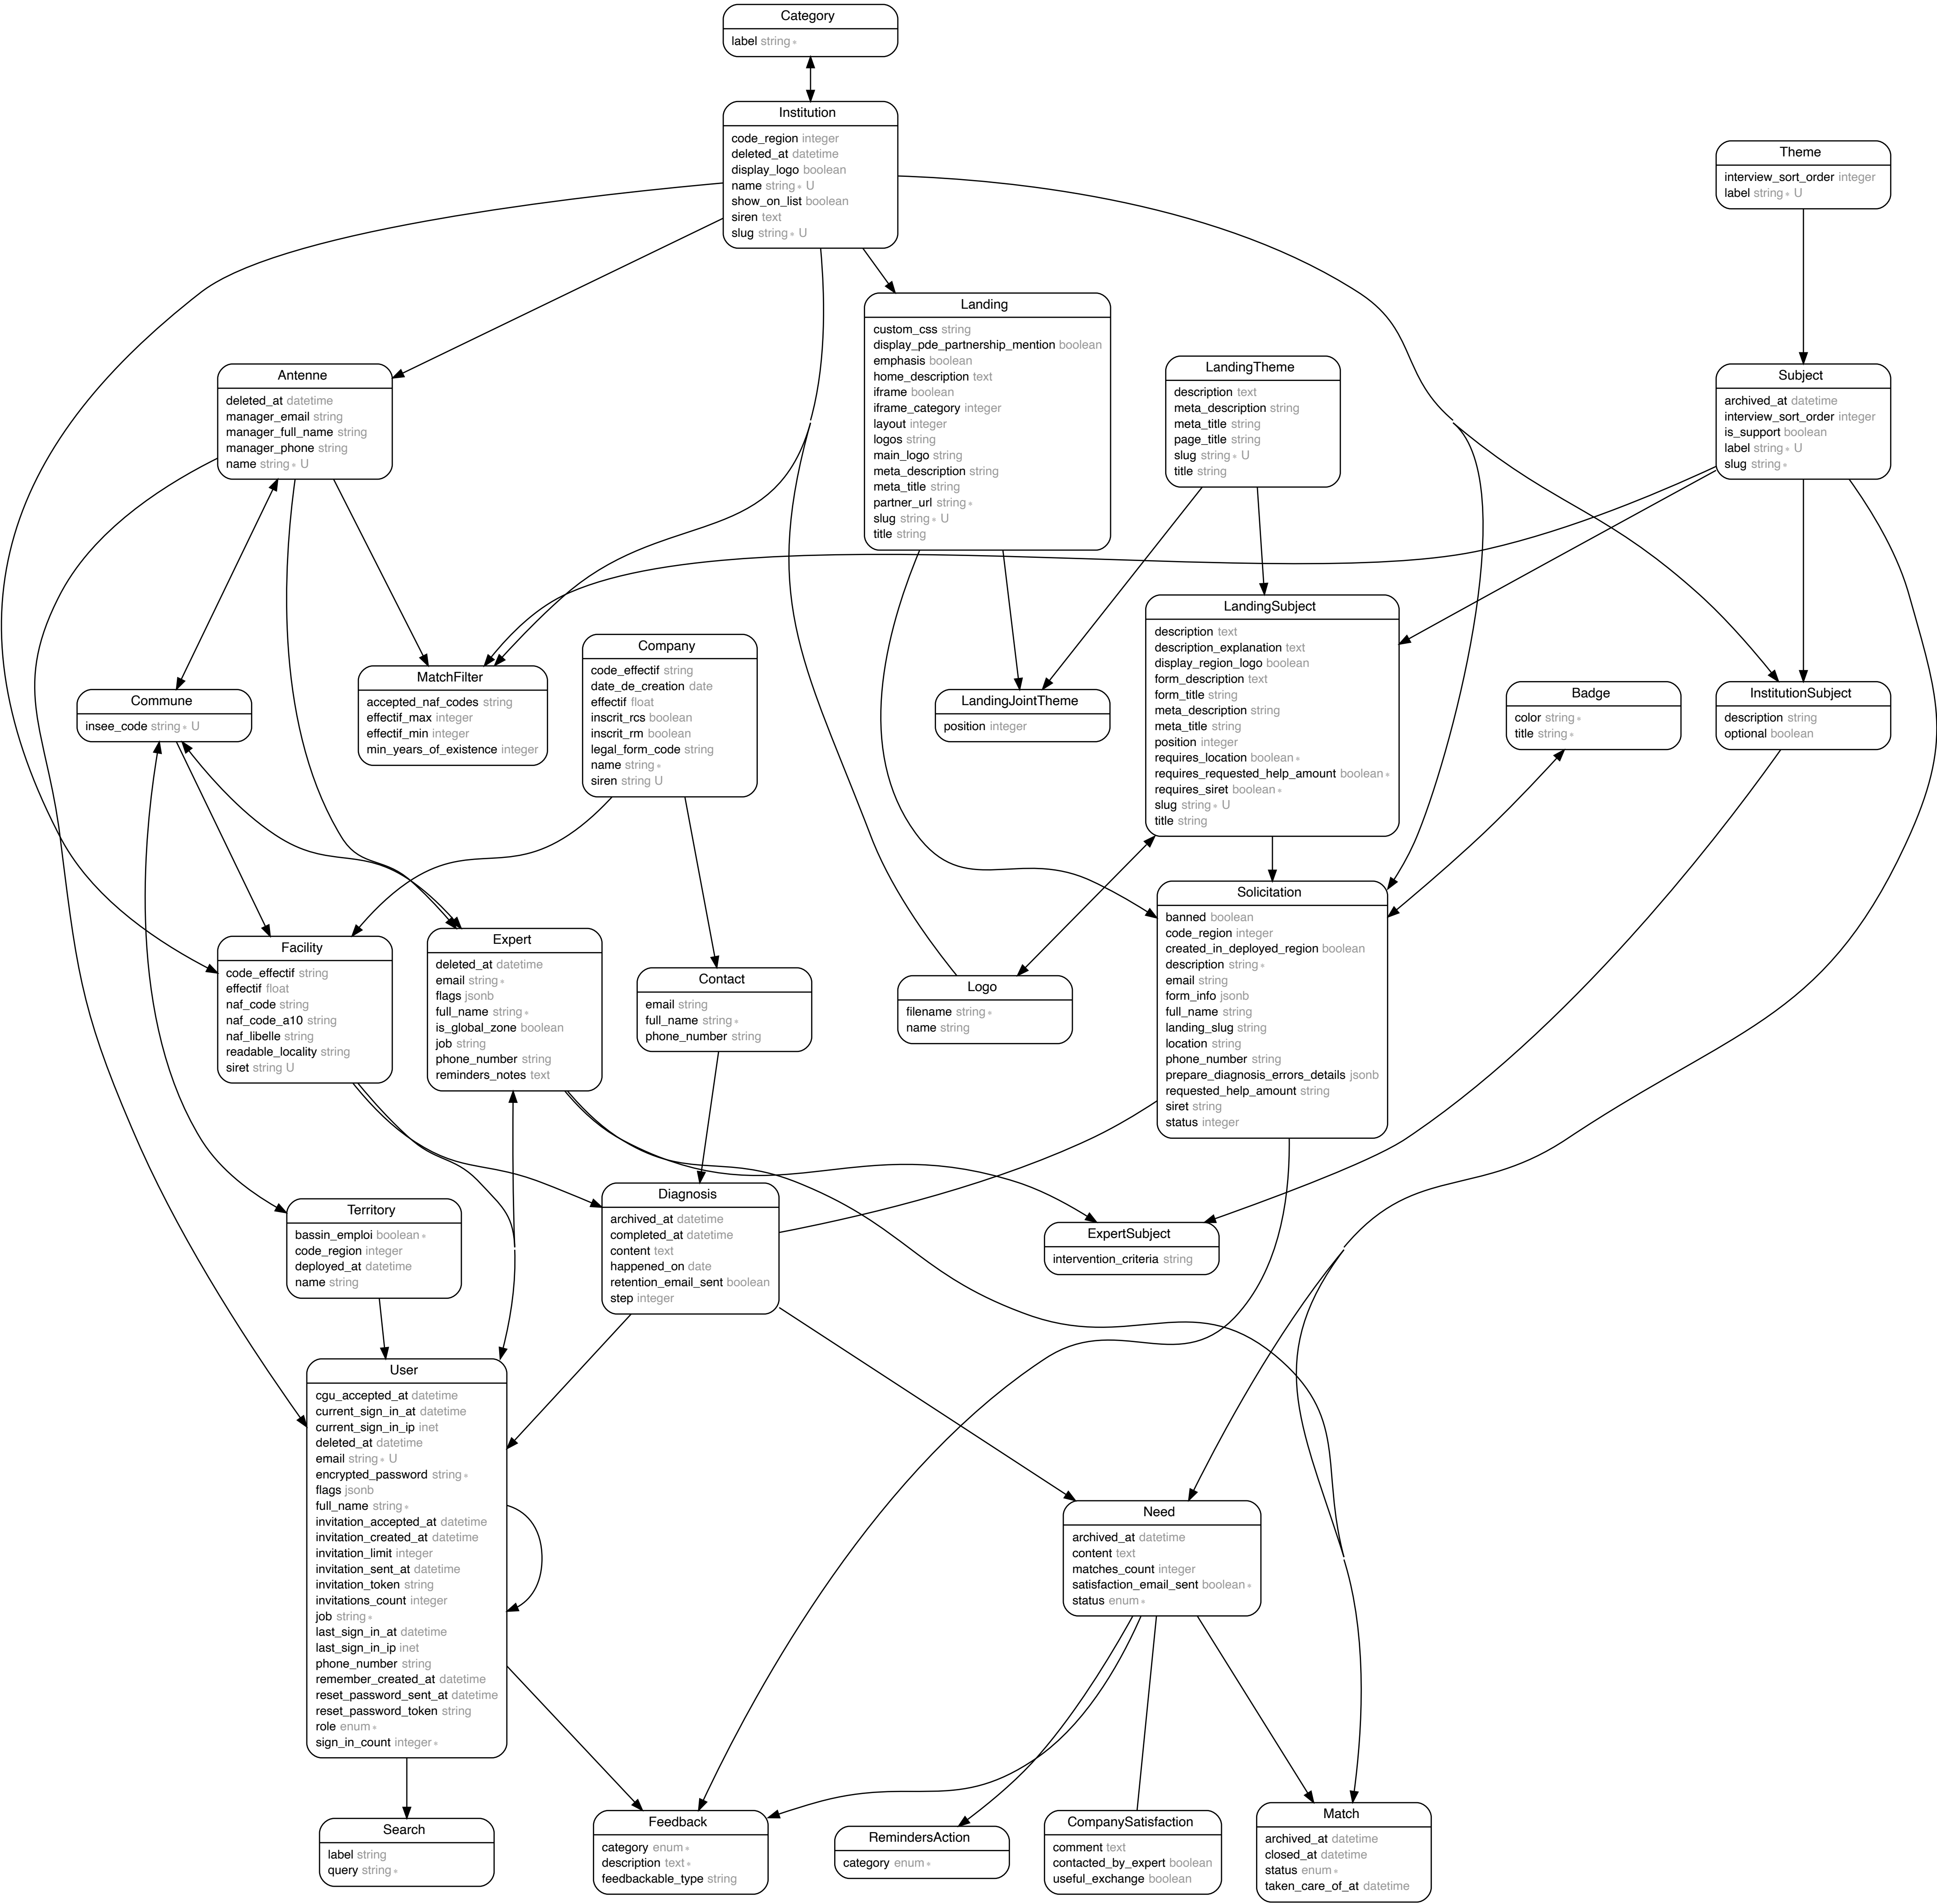 Category
label string∗
Institution
code_region integer
deleted_at datetime
display_logo boolean
name string∗ U
show_on_list boolean
siren text
slug string∗ U
Theme
interview_sort_order integer
label string∗ U
Landing
custom_css string
display_pde_partnership_mention boolean
emphasis boolean
home_description text
iframe boolean
iframe_category integer
layout integer
logos string
main_logo string
meta_description string
meta_title string
partner_url string∗
slug string∗ U
title string
LandingTheme
description text
meta_description string
meta_title string
page_title string
slug string∗ U
title string
Antenne
deleted_at datetime
manager_email string
manager_full_name string
manager_phone string
name string∗ U
Subject
archived_at datetime
interview_sort_order integer
is_support boolean
label string∗ U
slug string∗
LandingSubject
description text
description_explanation text
display_region_logo boolean
form_description text
form_title string
meta_description string
meta_title string
position integer
requires_location boolean∗
requires_requested_help_amount boolean∗
requires_siret boolean∗
slug string∗ U
title string
Company
code_effectif string
date_de_creation date
effectif float
inscrit_rcs boolean
inscrit_rm boolean
legal_form_code string
name string∗
siren string U
MatchFilter
accepted_naf_codes string
effectif_max integer
effectif_min integer
min_years_of_existence integer
Commune
insee_code string∗ U
LandingJointTheme
position integer
Badge
color string∗
title string∗
InstitutionSubject
description string
optional boolean
Solicitation
banned boolean
code_region integer
created_in_deployed_region boolean
description string∗
email string
form_info jsonb
full_name string
landing_slug string
location string
phone_number string
prepare_diagnosis_errors_details jsonb
requested_help_amount string
siret string
status integer
Facility
code_effectif string
effectif float
naf_code string
naf_code_a10 string
naf_libelle string
readable_locality string
siret string U
Expert
deleted_at datetime
email string∗
flags jsonb
full_name string∗
is_global_zone boolean
job string
phone_number string
reminders_notes text
Contact
email string
full_name string∗
phone_number string
Logo
filename string∗
name string
Diagnosis
archived_at datetime
completed_at datetime
content text
happened_on date
retention_email_sent boolean
step integer
Territory
bassin_emploi boolean∗
code_region integer
deployed_at datetime
name string
ExpertSubject
intervention_criteria string
User
cgu_accepted_at datetime
current_sign_in_at datetime
current_sign_in_ip inet
deleted_at datetime
email string∗ U
encrypted_password string∗
flags jsonb
full_name string∗
invitation_accepted_at datetime
invitation_created_at datetime
invitation_limit integer
invitation_sent_at datetime
invitation_token string
invitations_count integer
job string∗
last_sign_in_at datetime
last_sign_in_ip inet
phone_number string
remember_created_at datetime
reset_password_sent_at datetime
reset_password_token string
role enum∗
sign_in_count integer∗
Need
archived_at datetime
content text
matches_count integer
satisfaction_email_sent boolean∗
status enum∗
Search
label string
query string∗
Feedback
category enum∗
description text∗
feedbackable_type string
RemindersAction
category enum∗
CompanySatisfaction
comment text
contacted_by_expert boolean
useful_exchange boolean
Match
archived_at datetime
closed_at datetime
status enum∗
taken_care_of_at datetime